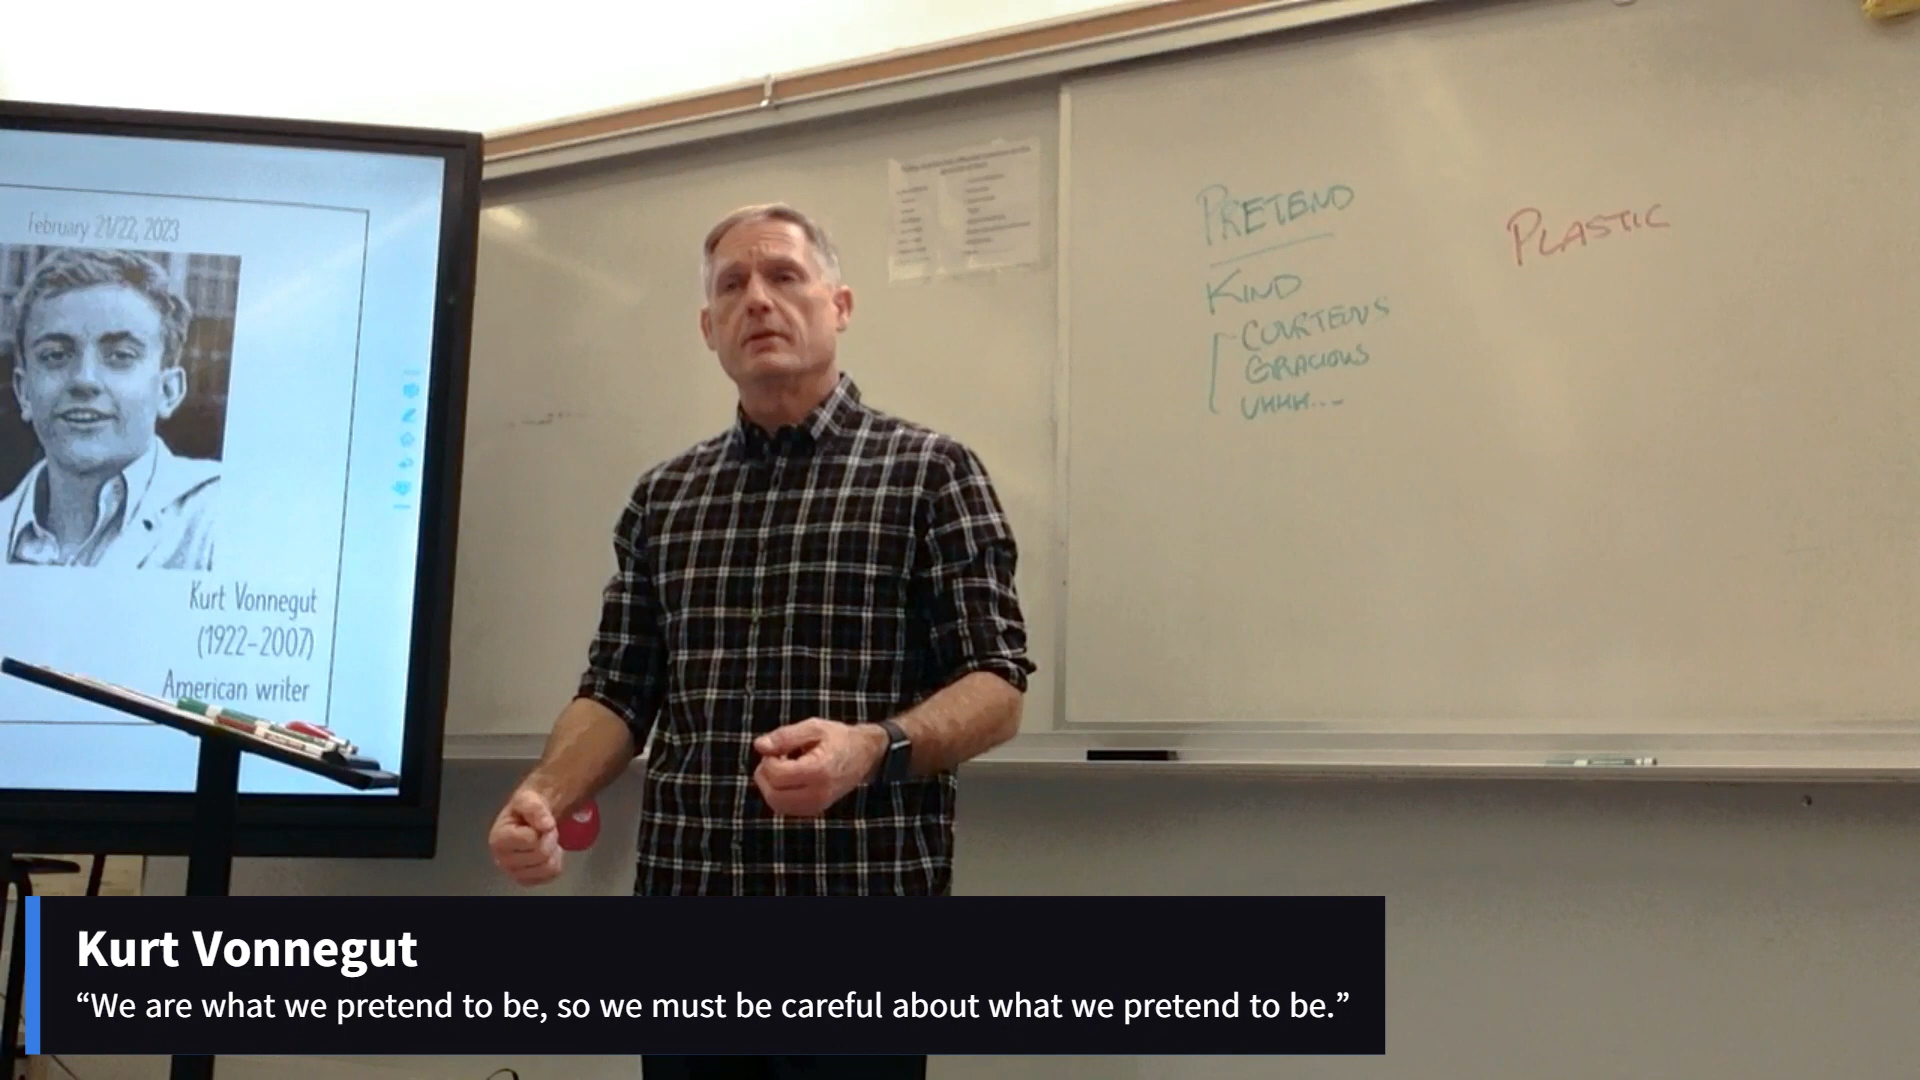 February 21/22, 2023
Kurt Vonnegut
(1922-2007)
American writer
PRETEND
KIND
COURTEOUS
GRACIOUS
UHHH...
PLASTIC
Kurt Vonnegut
“We are what we pretend to be, so we must be careful about what we pretend to be.”